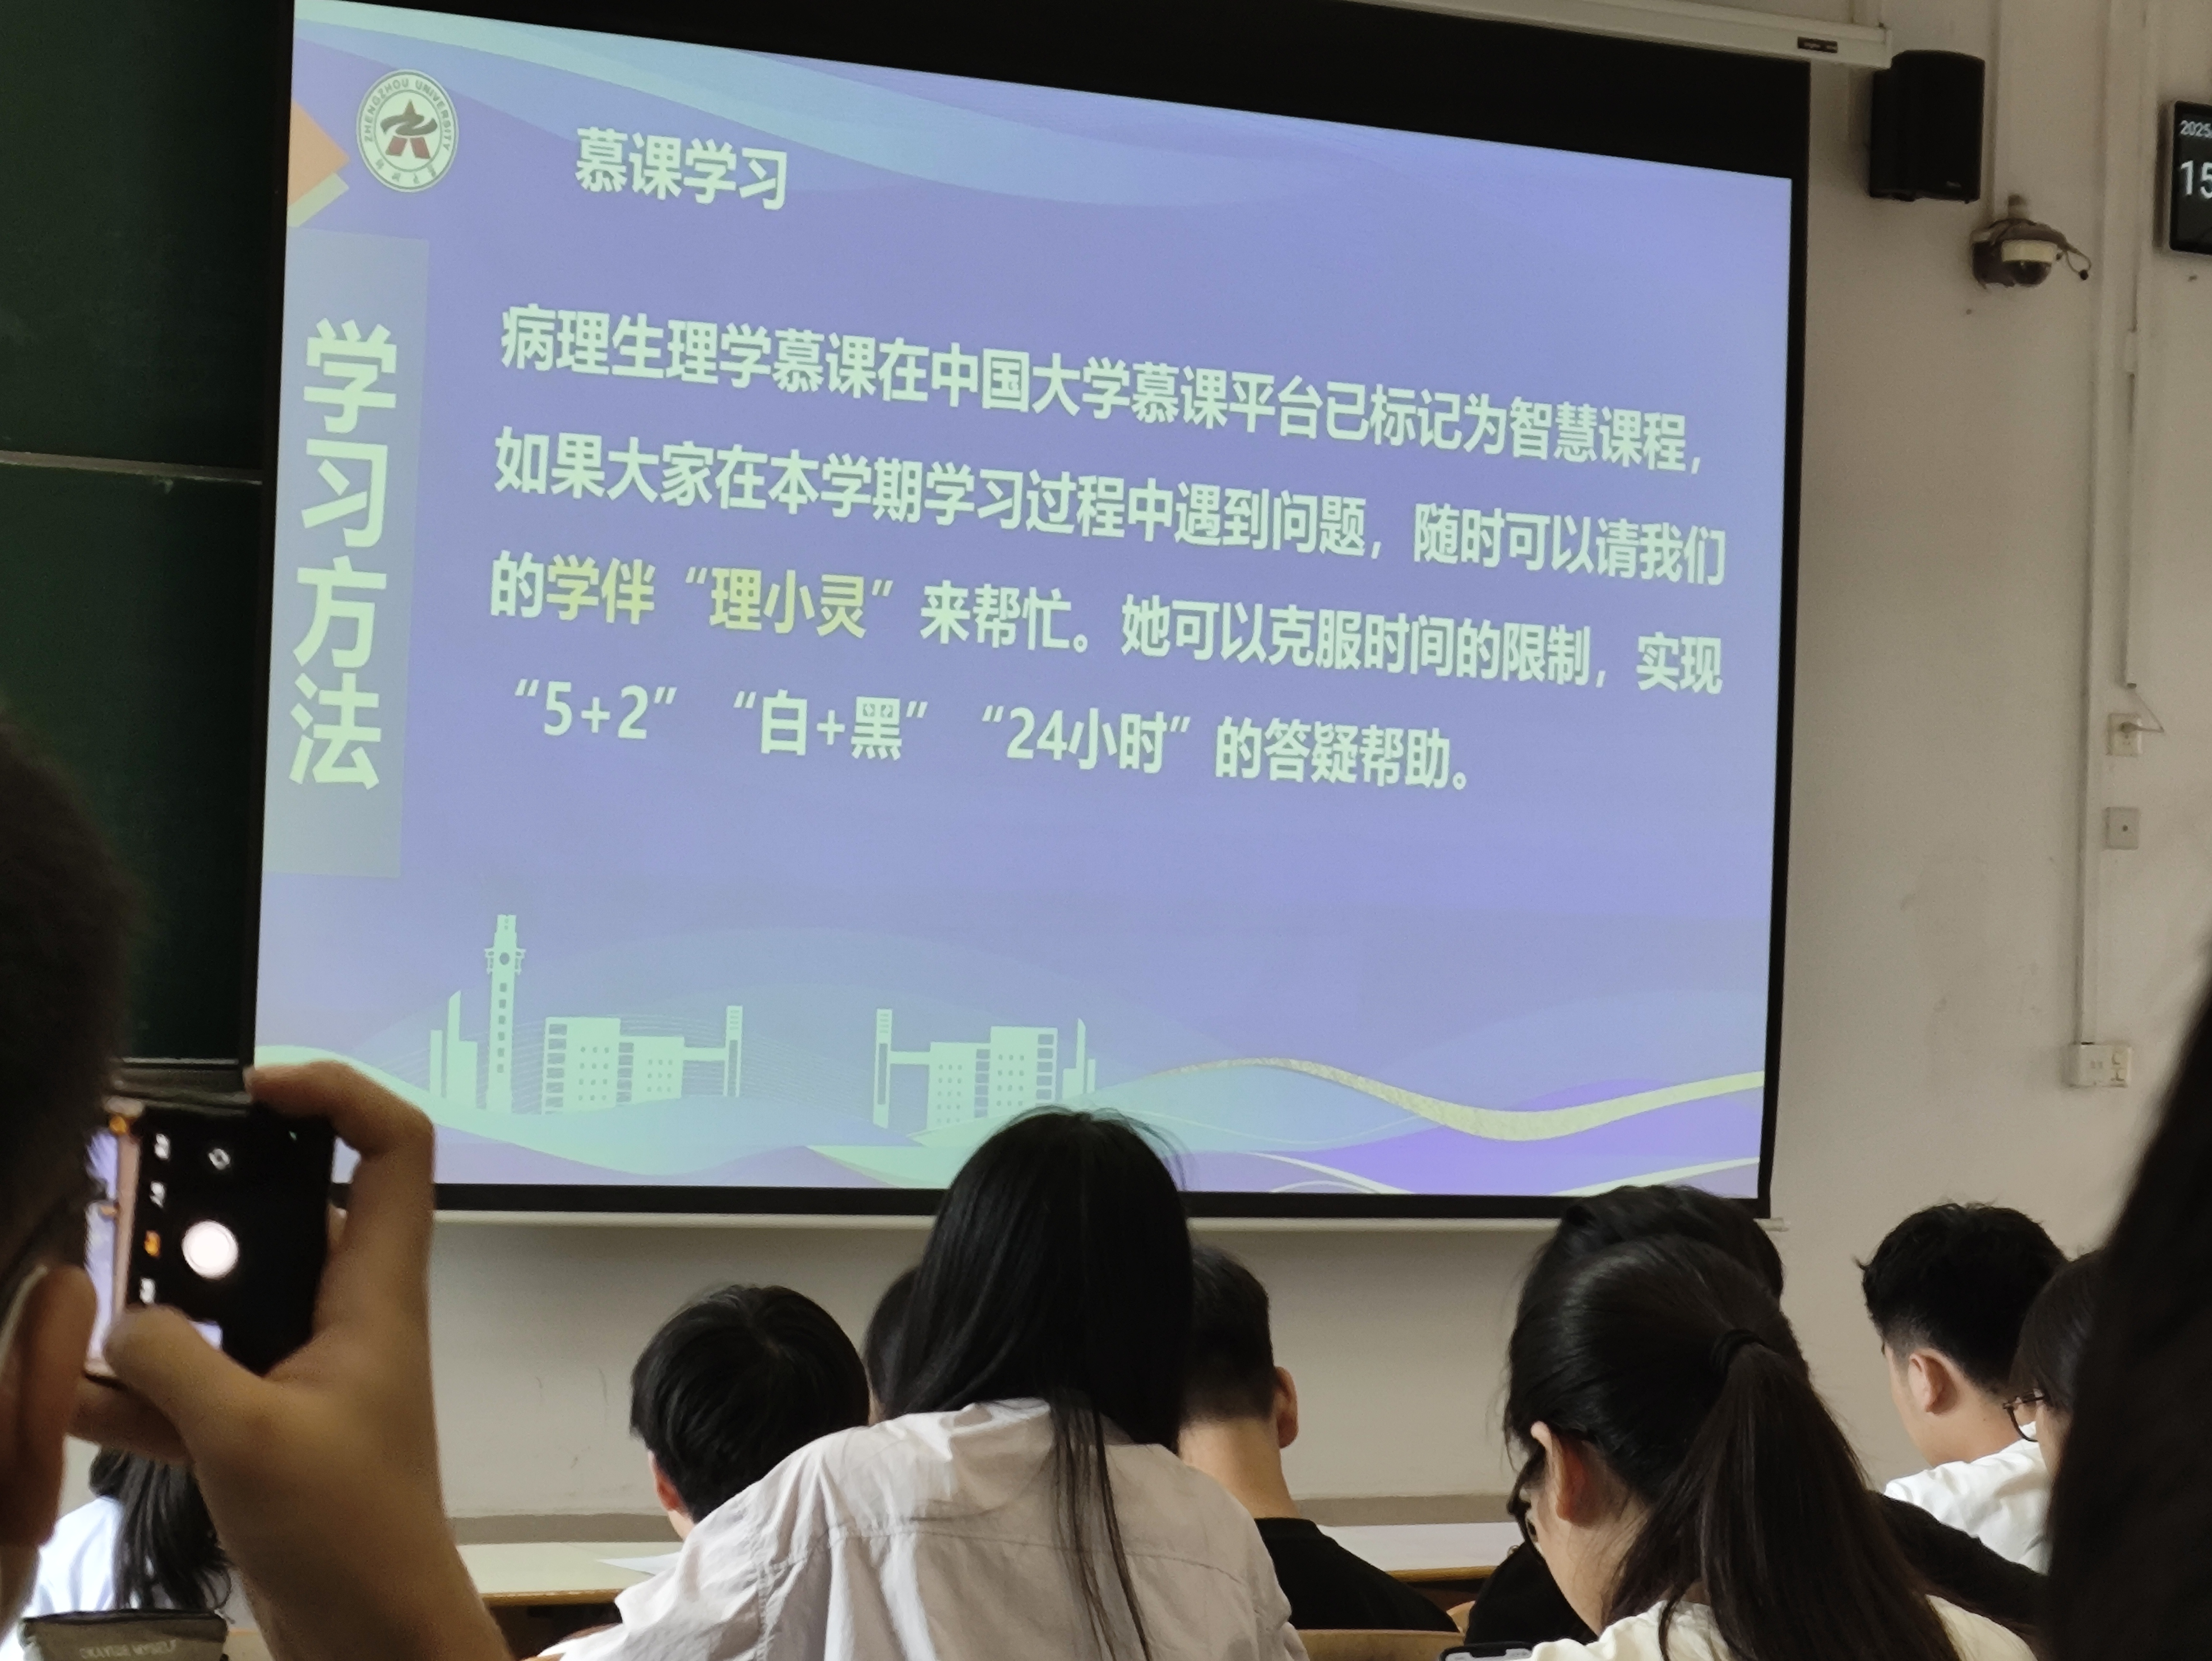 ZHENGZHOU UNIVERSITY
慕课学习
学习方法
病理生理学慕课在中国大学慕课平台已标记为智慧课程，
如果大家在本学期学习过程中遇到问题，随时可以请我们
的学伴“理小灵”来帮忙。她可以克服时间的限制，实现
“5+2” “白+黑” “24小时”的答疑帮助。
2025
15